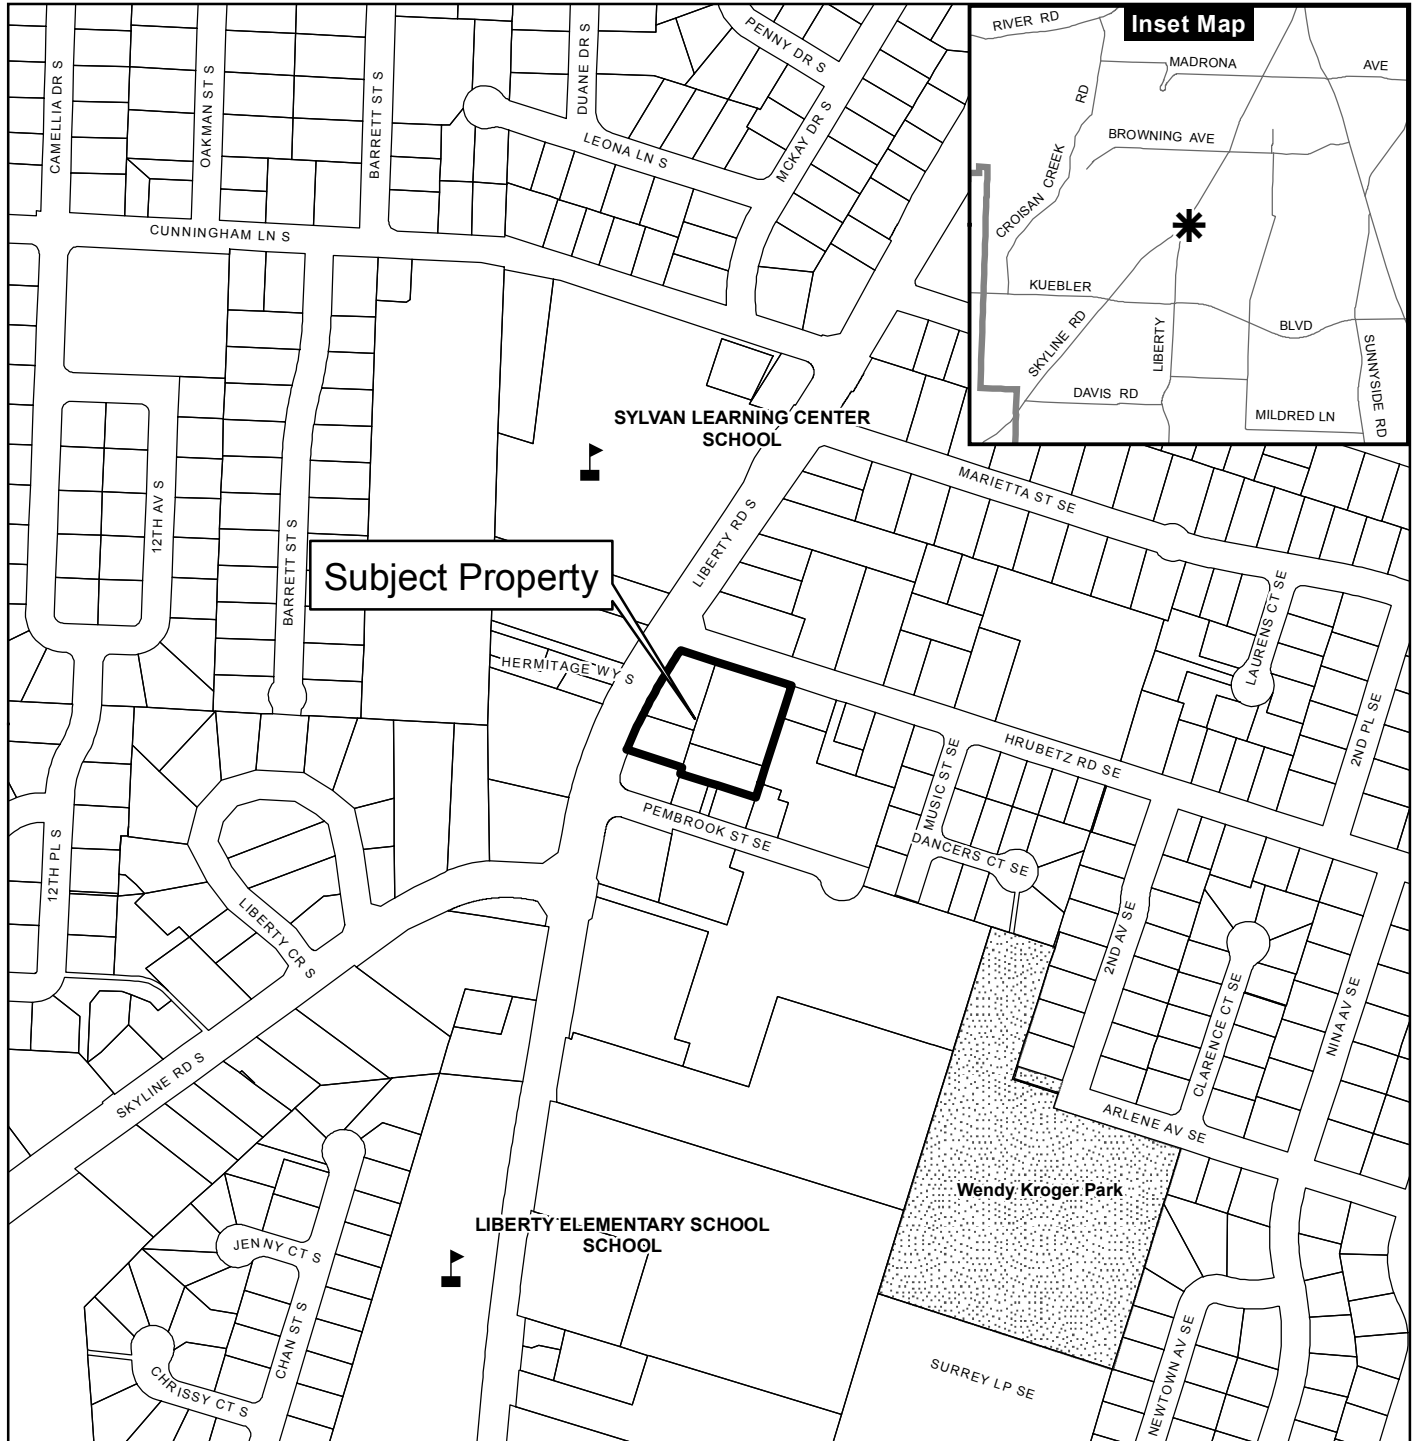 Inset Map
RIVER RD
MADRONA
AVE
RD
BROWNING AVE
CROISAN CREEK
KUEBLER
BLVD
SKYLINE RD
LIBERTY
SUNNYSIDE RD
DAVIS RD
MILDRED LN
PENNY DR S
DUANE DR S
CAMELLIA DR S
OAKMAN ST S
BARRETT ST S
LEONA LN S
MCKAY DR S
CUNNINGHAM LN S
SYLVAN LEARNING CENTER
SCHOOL
MARIETTA ST SE
12TH AV S
BARRETT ST S
LIBERTY RD S
Subject Property
LAURENS CT SE
HERMITAGE WY S
2ND PL SE
HRUBETZ RD SE
MUSIC ST SE
PEMBROOK ST SE
DANCERS CT SE
12TH PL S
LIBERTY CR S
2ND AV SE
CLARENCE CT SE
NINA AV SE
SKYLINE RD S
ARLENE AV SE
Wendy Kroger Park
LIBERTY ELEMENTARY SCHOOL
SCHOOL
JENNY CT S
CHAN ST S
CHRISSY CT S
SURREY LP SE
NEWTOWN AV SE